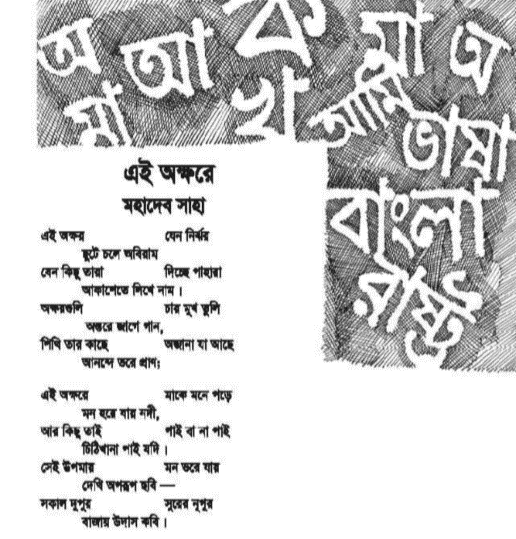 অ আ ক মা অ
মা খ আমি ভাষা
বাংলা
রাষ্ট্র
এই অক্ষরে
মহাদেব সাহা
এই অক্ষর যেন নির্ঝর
ছুটে চলে অবিরাম
যেন কিছু তারা দিচ্ছে পাহারা
আকাশেতে লিখে নাম।
অক্ষরগুলি চায় মুখ তুলি
অন্তরে জাগে গান,
শিখি তার কাছে অজানা যা আছে
আনন্দে ভরে প্রাণ;
এই অক্ষরে মাকে মনে পড়ে
মন হয়ে যায় নদী,
আর কিছু তাই পাই বা না পাই
চিঠিখানা পাই যদি।
সেই উপমায় মন ভরে যায়
দেখি অপরূপ ছবি —
সকাল দুপুর সুরের নূপুর
বাজায় উদাস কবি।